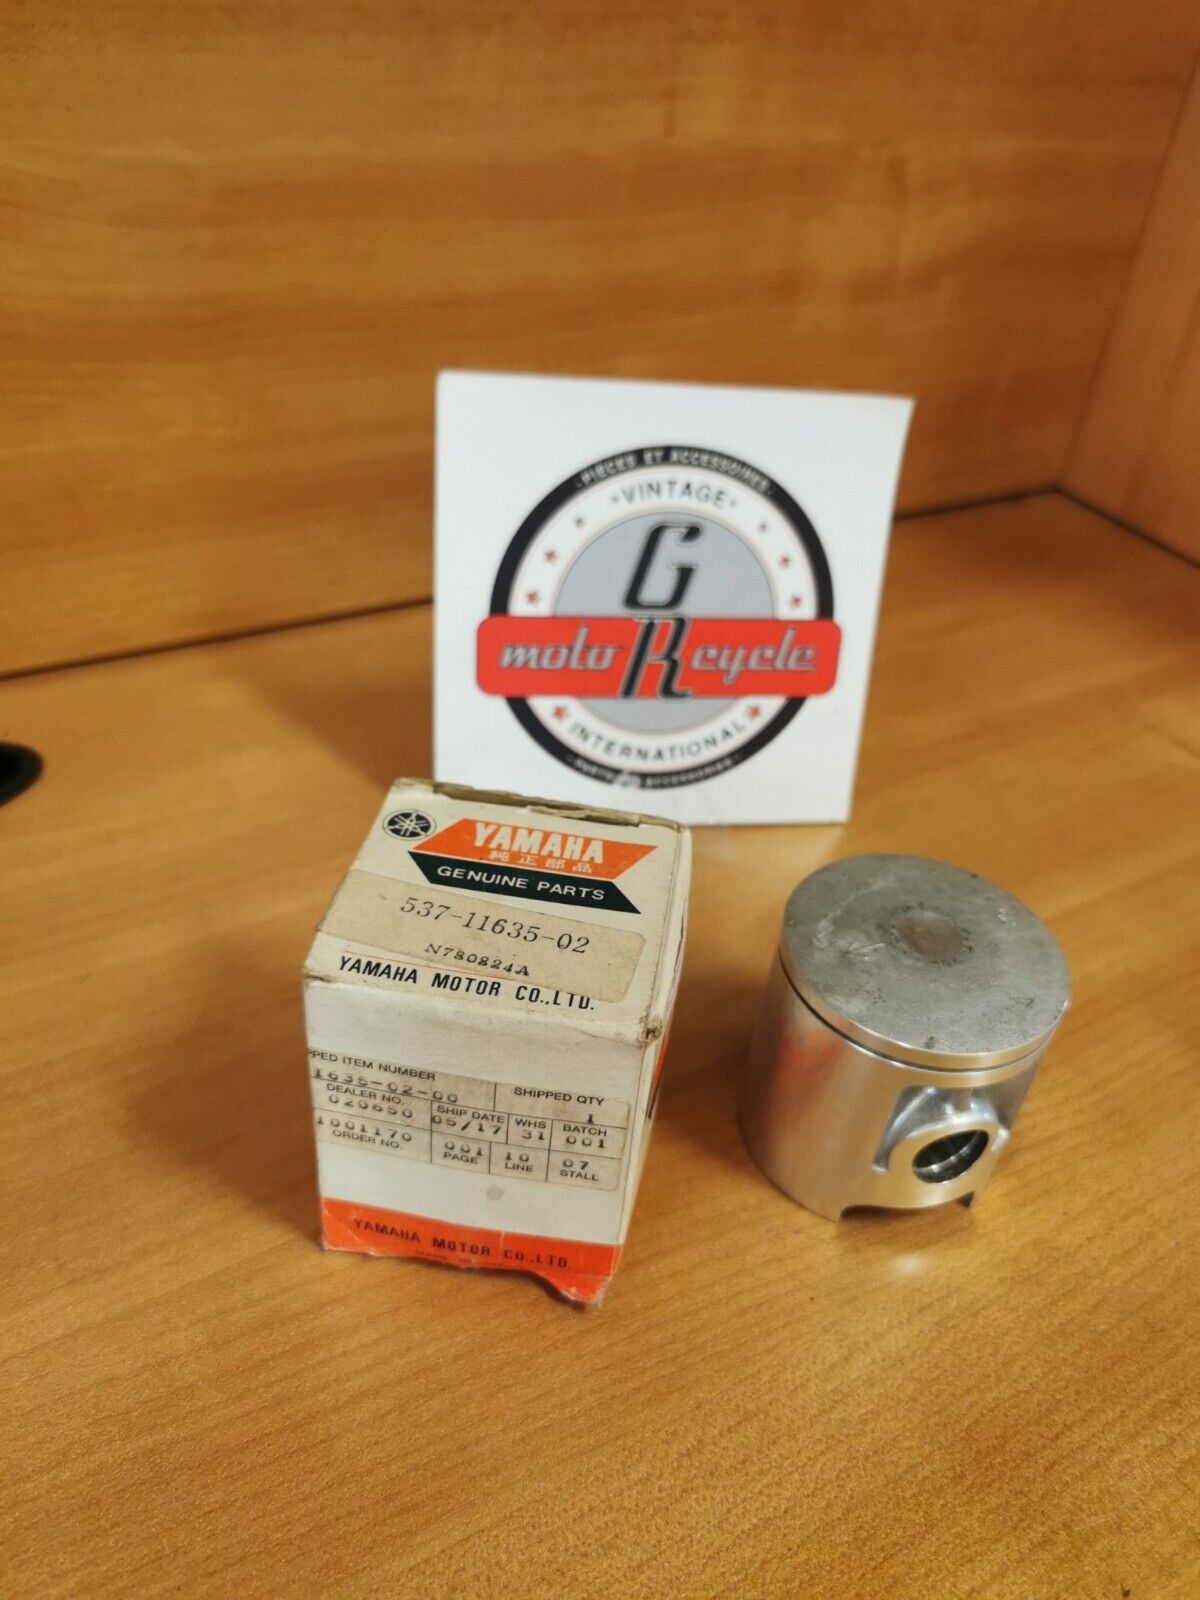 PIÈCES ET ACCESSOIRES
VINTAGE
G
moto R cycle
INTERNATIONAL
YAMAHA
純正部品
GENUINE PARTS
537-11635-02
N780824A
YAMAHA MOTOR CO.,LTD.
PPED ITEM NUMBER
1635-02-00
SHIPPED QTY
1
DEALER NO.
020650
SHIP DATE
05/17
WHS
31
BATCH
001
1001170
ORDER NO.
001
PAGE
10
LINE
07
STALL
YAMAHA MOTOR CO.,LTD.